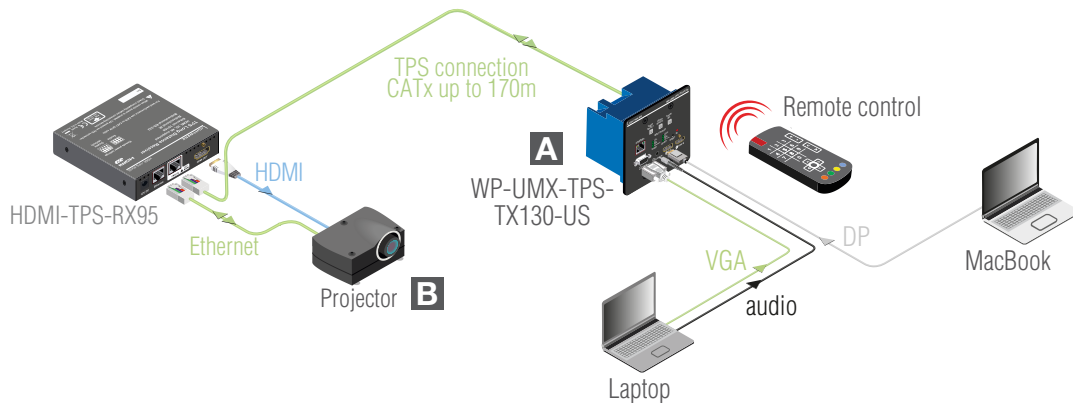 TPS connection
CATx up to 170m
Remote control
A
WP-UMX-TPS-
TX130-US
HDMI
HDMI-TPS-RX95
Ethernet
DP
MacBook
VGA
Projector B
audio
Laptop